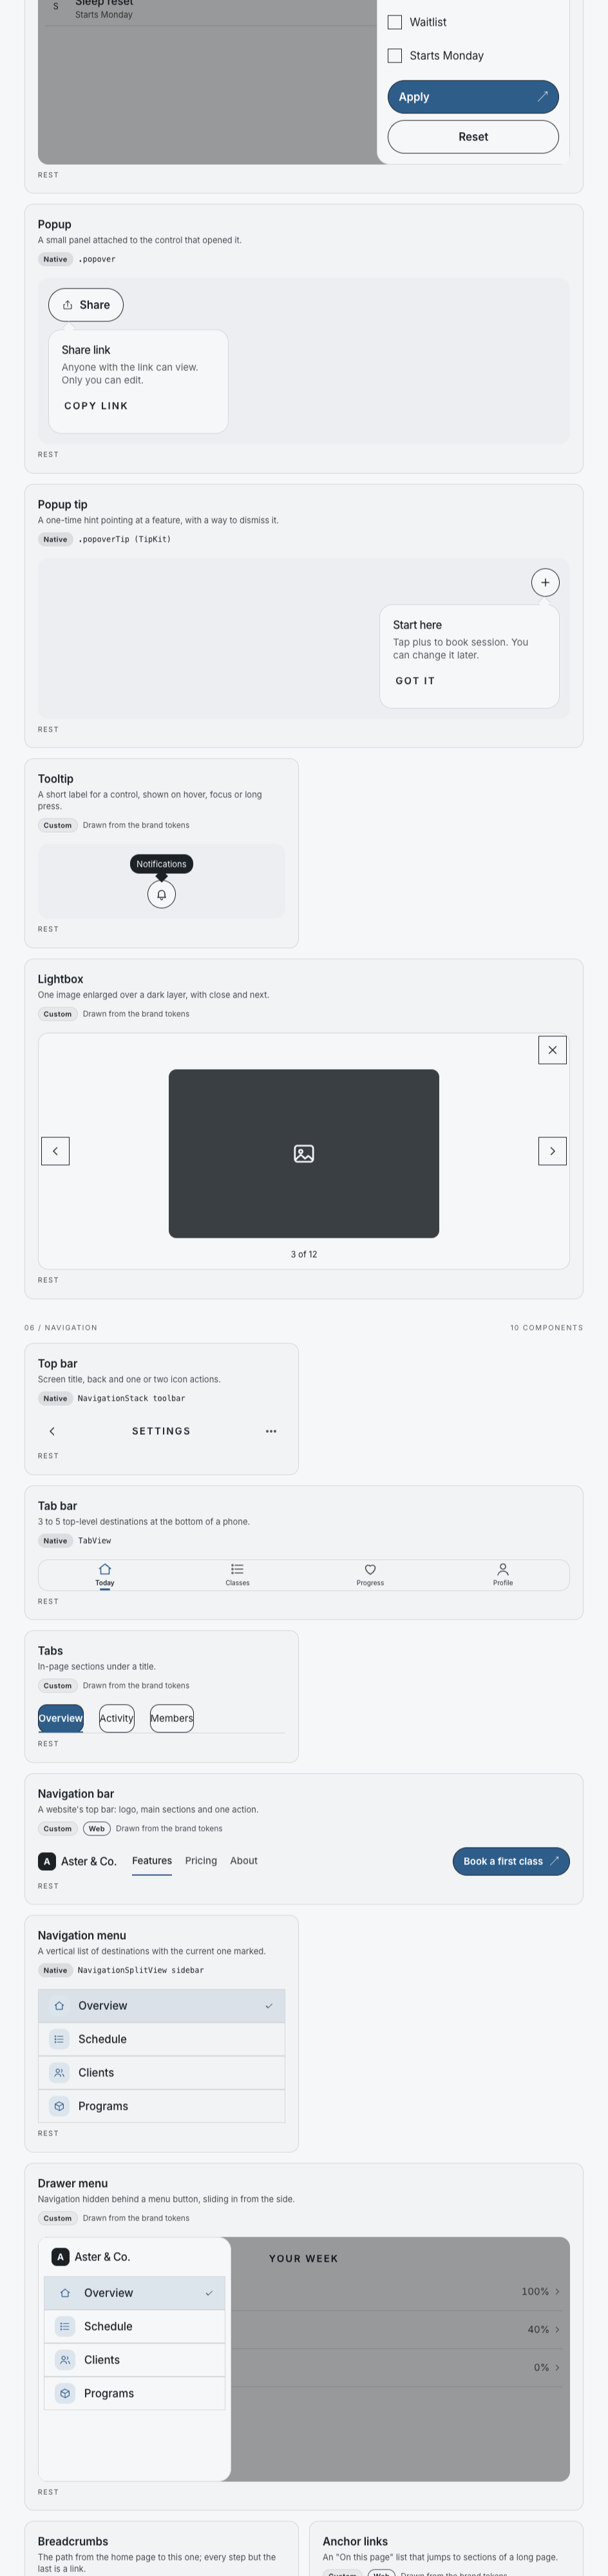 S
Sleep reset
Starts Monday
Waitlist
Starts Monday
Apply
Reset
REST
Popup
A small panel attached to the control that opened it.
Native .popover
Share
Share link
Anyone with the link can view.
Only you can edit.
COPY LINK
REST
Popup tip
A one-time hint pointing at a feature, with a way to dismiss it.
Native .popoverTip (TipKit)
Start here
Tap plus to book session. You
can change it later.
GOT IT
REST
Tooltip
A short label for a control, shown on hover, focus or long
press.
Custom Drawn from the brand tokens
Notifications
REST
Lightbox
One image enlarged over a dark layer, with close and next.
Custom Drawn from the brand tokens
3 of 12
REST
06 / NAVIGATION 10 COMPONENTS
Top bar
Screen title, back and one or two icon actions.
Native NavigationStack toolbar
SETTINGS
REST
Tab bar
3 to 5 top-level destinations at the bottom of a phone.
Native TabView
Today Classes Progress Profile
REST
Tabs
In-page sections under a title.
Custom Drawn from the brand tokens
Overview Activity Members
REST
Navigation bar
A website's top bar: logo, main sections and one action.
Custom Web Drawn from the brand tokens
A Aster & Co. Features Pricing About Book a first class
REST
Navigation menu
A vertical list of destinations with the current one marked.
Native NavigationSplitView sidebar
Overview
Schedule
Clients
Programs
REST
Drawer menu
Navigation hidden behind a menu button, sliding in from the side.
Custom Drawn from the brand tokens
A Aster & Co.
YOUR WEEK
Overview
100%
Schedule
40%
Clients
0%
Programs
REST
Breadcrumbs
The path from the home page to this one; every step but the
last is a link.
Anchor links
An "On this page" list that jumps to sections of a long page.
Custom Web Drawn from the brand tokens